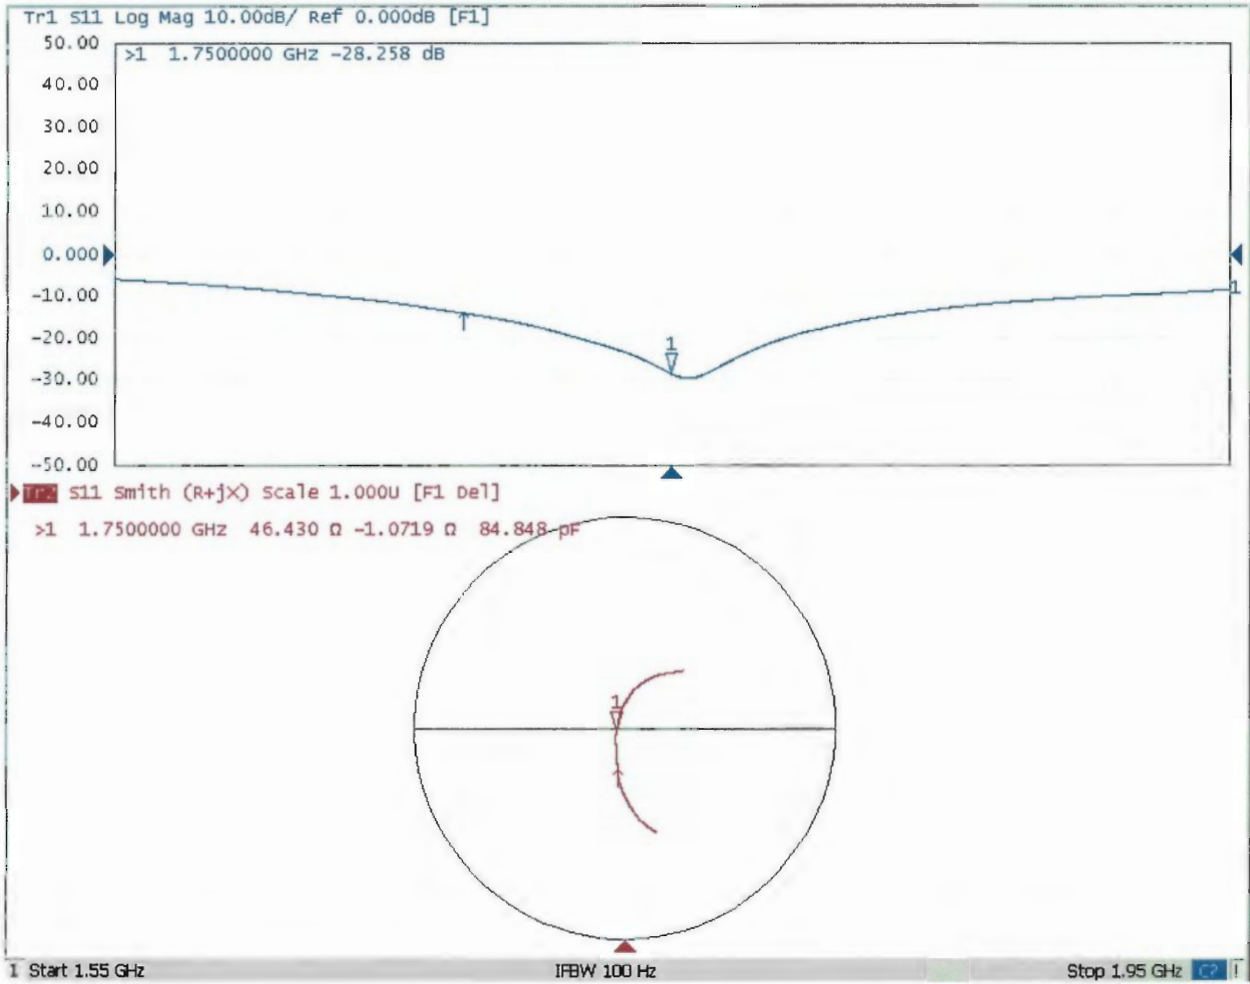 Tr1 S11 Log Mag 10.00dB/ Ref 0.000dB [F1]
50.00
>1 1.7500000 GHz -28.258 dB
40.00
30.00
20.00
10.00
0.000
-10.00
1
-20.00
1
-30.00
-40.00
-50.00
Tr2 S11 Smith (R+jX) Scale 1.000U [F1 Del]
>1 1.7500000 GHz 46.430 Ω -1.0719 Ω 84.848 pF
1
1 Start 1.55 GHz IFBW 100 Hz Stop 1.95 GHz C? !